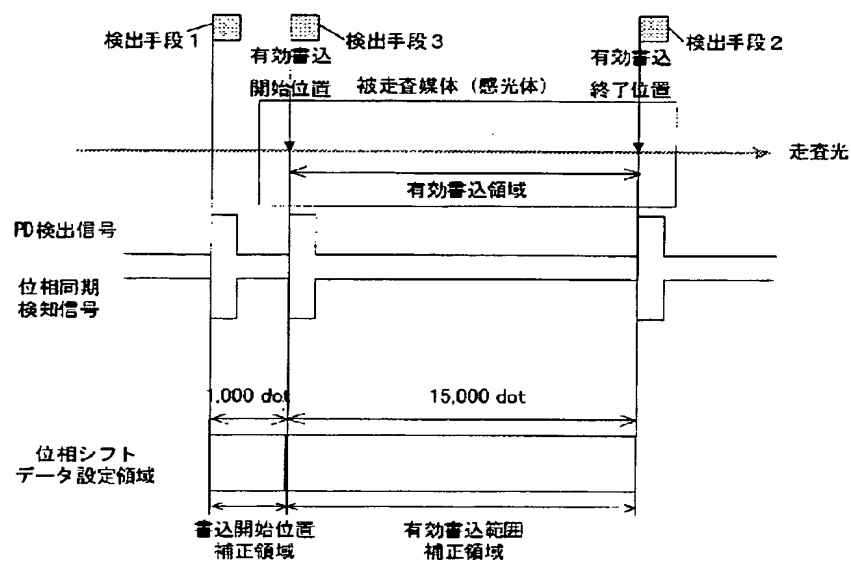 検出手段1
検出手段3
検出手段2
有効書込
開始位置
被走査媒体（感光体）
有効書込
終了位置
走査光
有効書込領域
PD検出信号
位相同期
検知信号
1,000 dot
15,000 dot
位相シフト
データ設定領域
書込開始位置
補正領域
有効書込範囲
補正領域